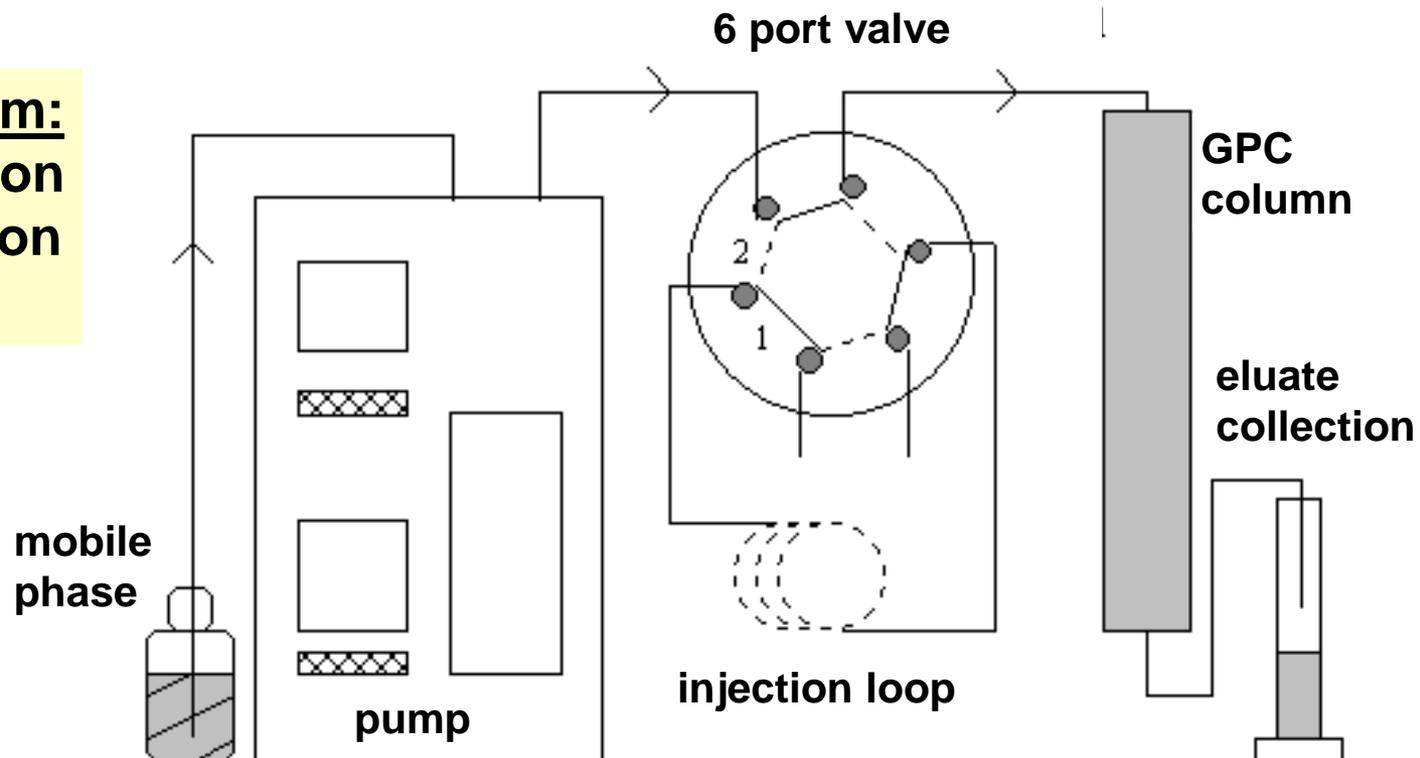 6 port valve
m:
on
on
GPC
column
2
1
eluate
collection
mobile
phase
injection loop
pump